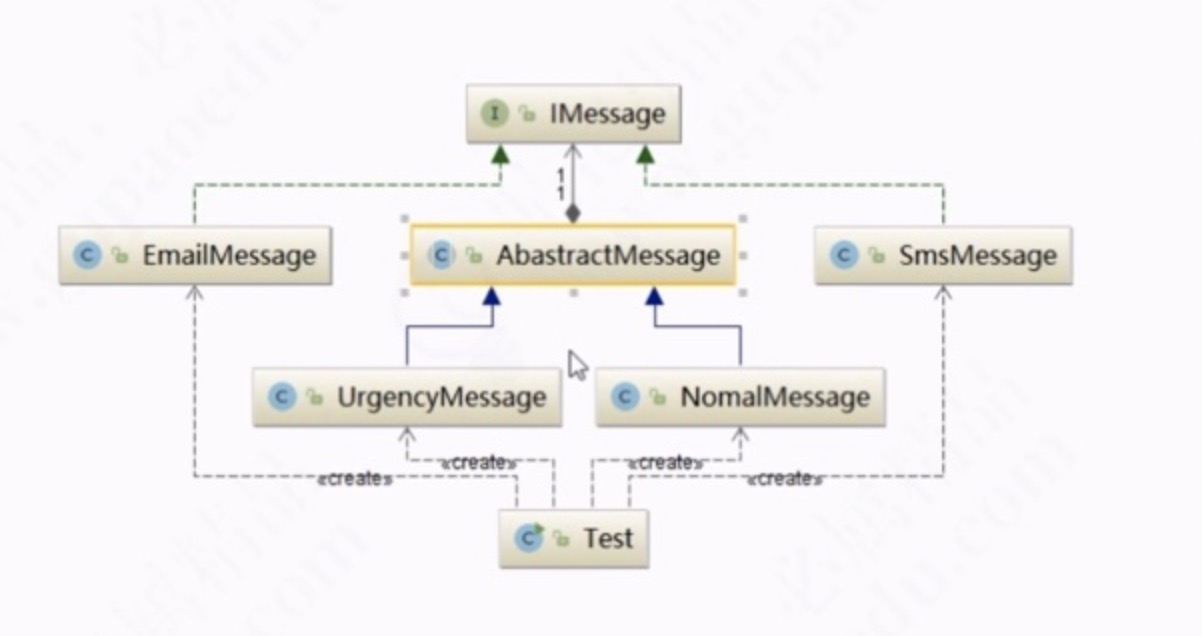 I IMessage
1
1
C EmailMessage
C AbastractMessage
C SmsMessage
C UrgencyMessage
C NomalMessage
«create»
«create»
«create»
«create»
C Test